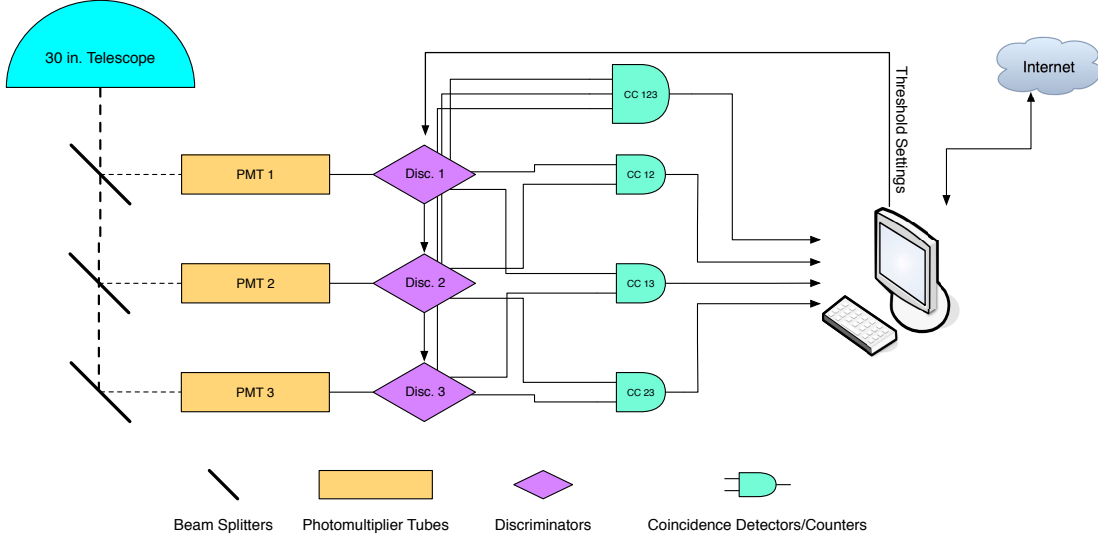 30 in. Telescope
Internet
CC 123
Threshold Settings
PMT 1
Disc. 1
CC 12
PMT 2
Disc. 2
CC 13
PMT 3
Disc. 3
CC 23
Beam Splitters
Photomultiplier Tubes
Discriminators
Coincidence Detectors/Counters